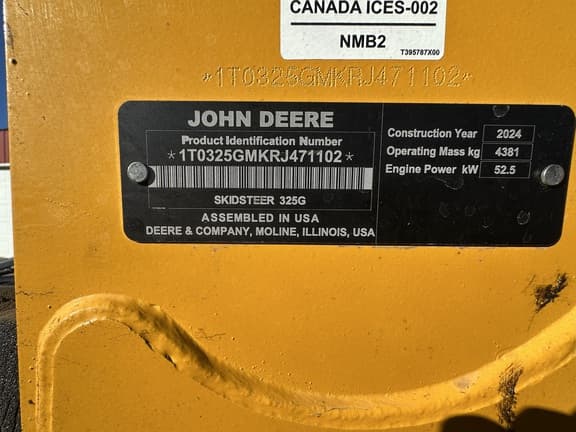 CANADA ICES-002
NMB2
T395787X00
*1T0325GMKRJ471102*
JOHN DEERE
Product Identification Number
*1T0325GMKRJ471102*
SKIDSTEER 325G
ASSEMBLED IN USA
DEERE & COMPANY, MOLINE, ILLINOIS, USA
Construction Year 2024
Operating Mass kg 4381
Engine Power kW 52.5